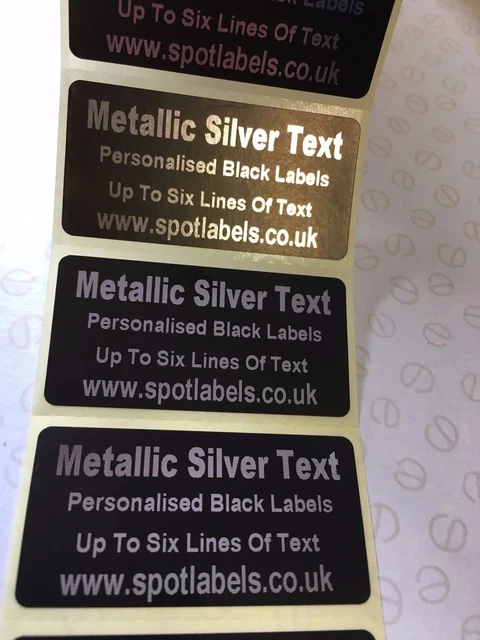 Black Labels
Up To Six Lines Of Text
www.spotlabels.co.uk
Metallic Silver Text
Personalised Black Labels
Up To Six Lines Of Text
www.spotlabels.co.uk
Metallic Silver Text
Personalised Black Labels
Up To Six Lines Of Text
www.spotlabels.co.uk
Metallic Silver Text
Personalised Black Labels
Up To Six Lines Of Text
www.spotlabels.co.uk